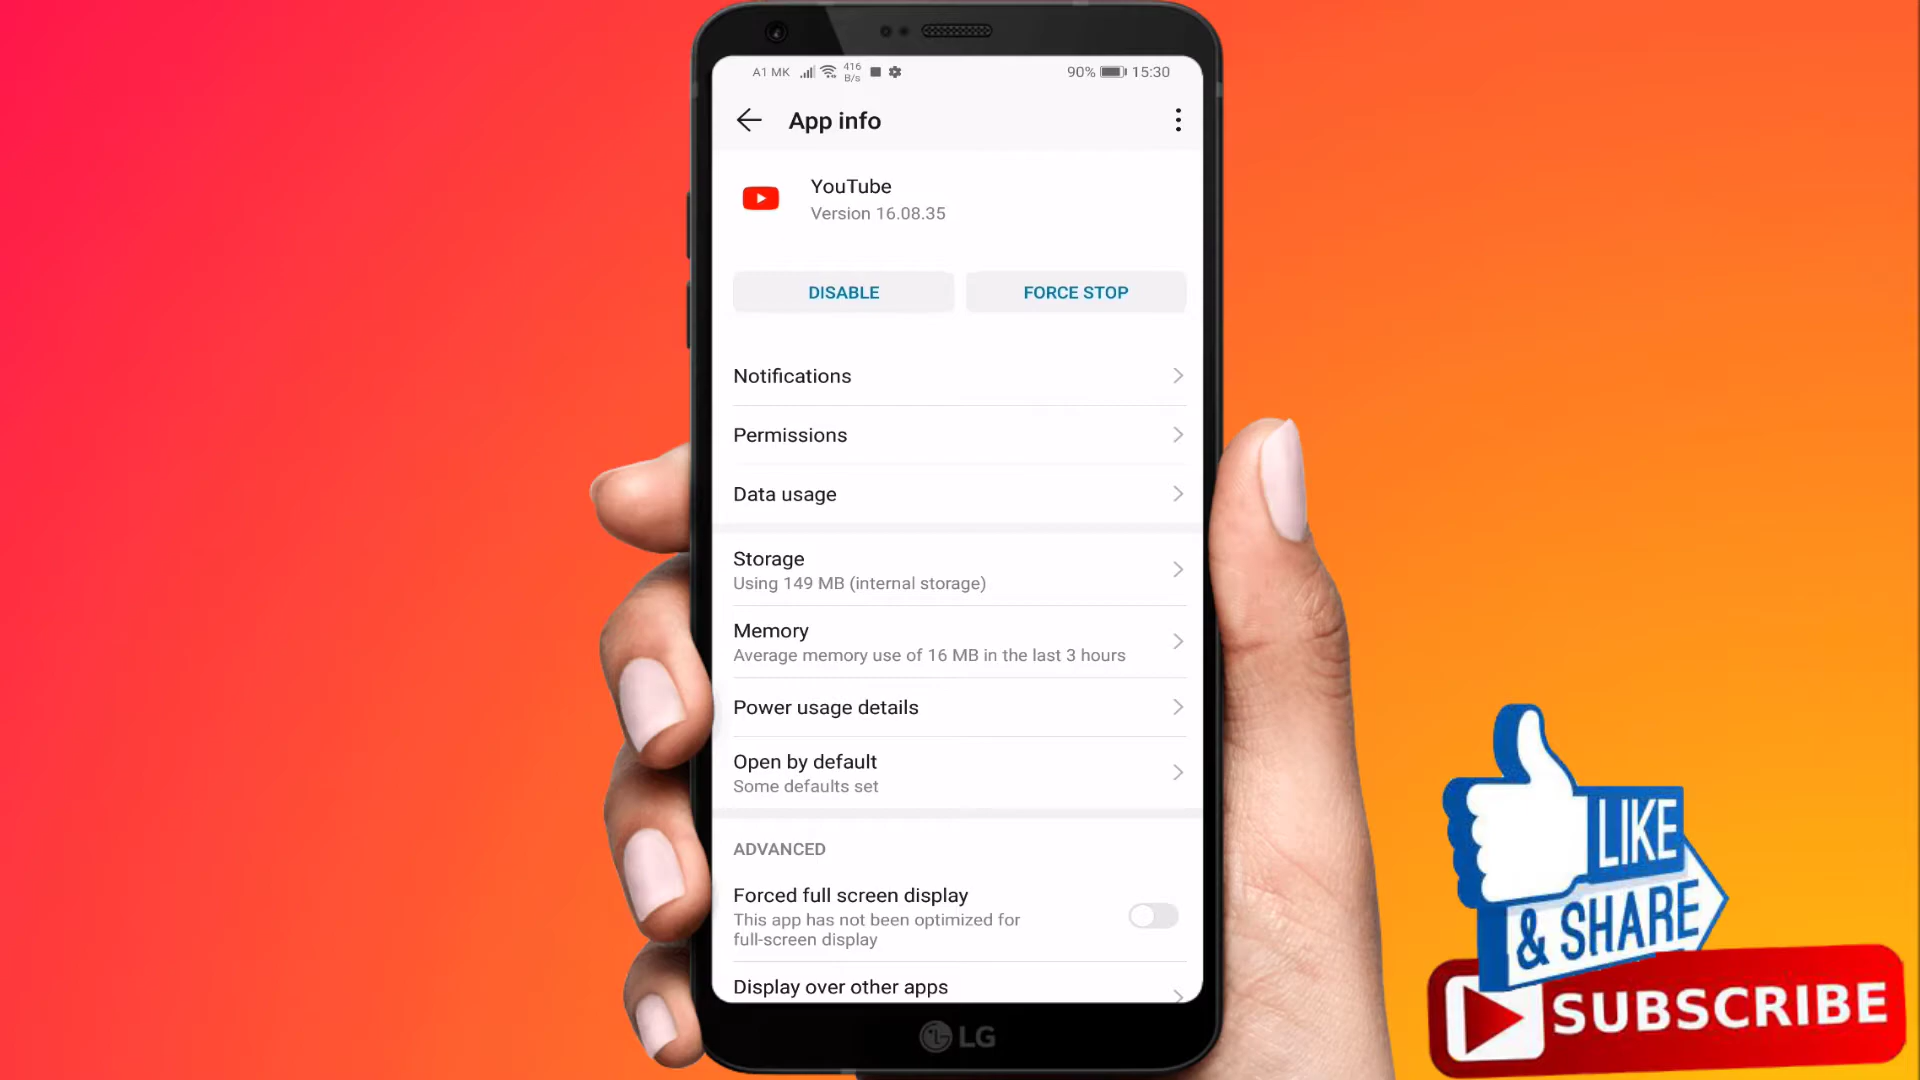 A1 MK 416 B/s 90% 15:30
App info
YouTube
Version 16.08.35
DISABLE FORCE STOP
Notifications
Permissions
Data usage
Storage
Using 149 MB (internal storage)
Memory
Average memory use of 16 MB in the last 3 hours
Power usage details
Open by default
Some defaults set
ADVANCED
Forced full screen display
This app has not been optimized for
full-screen display
Display over other apps
LG
LIKE
& SHARE
SUBSCRIBE